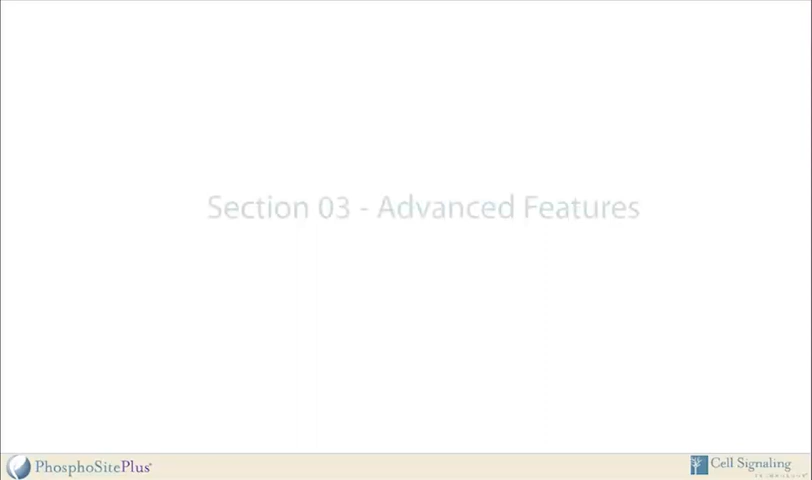 Section 03 - Advanced Features
PhosphoSitePlus®
Cell Signaling